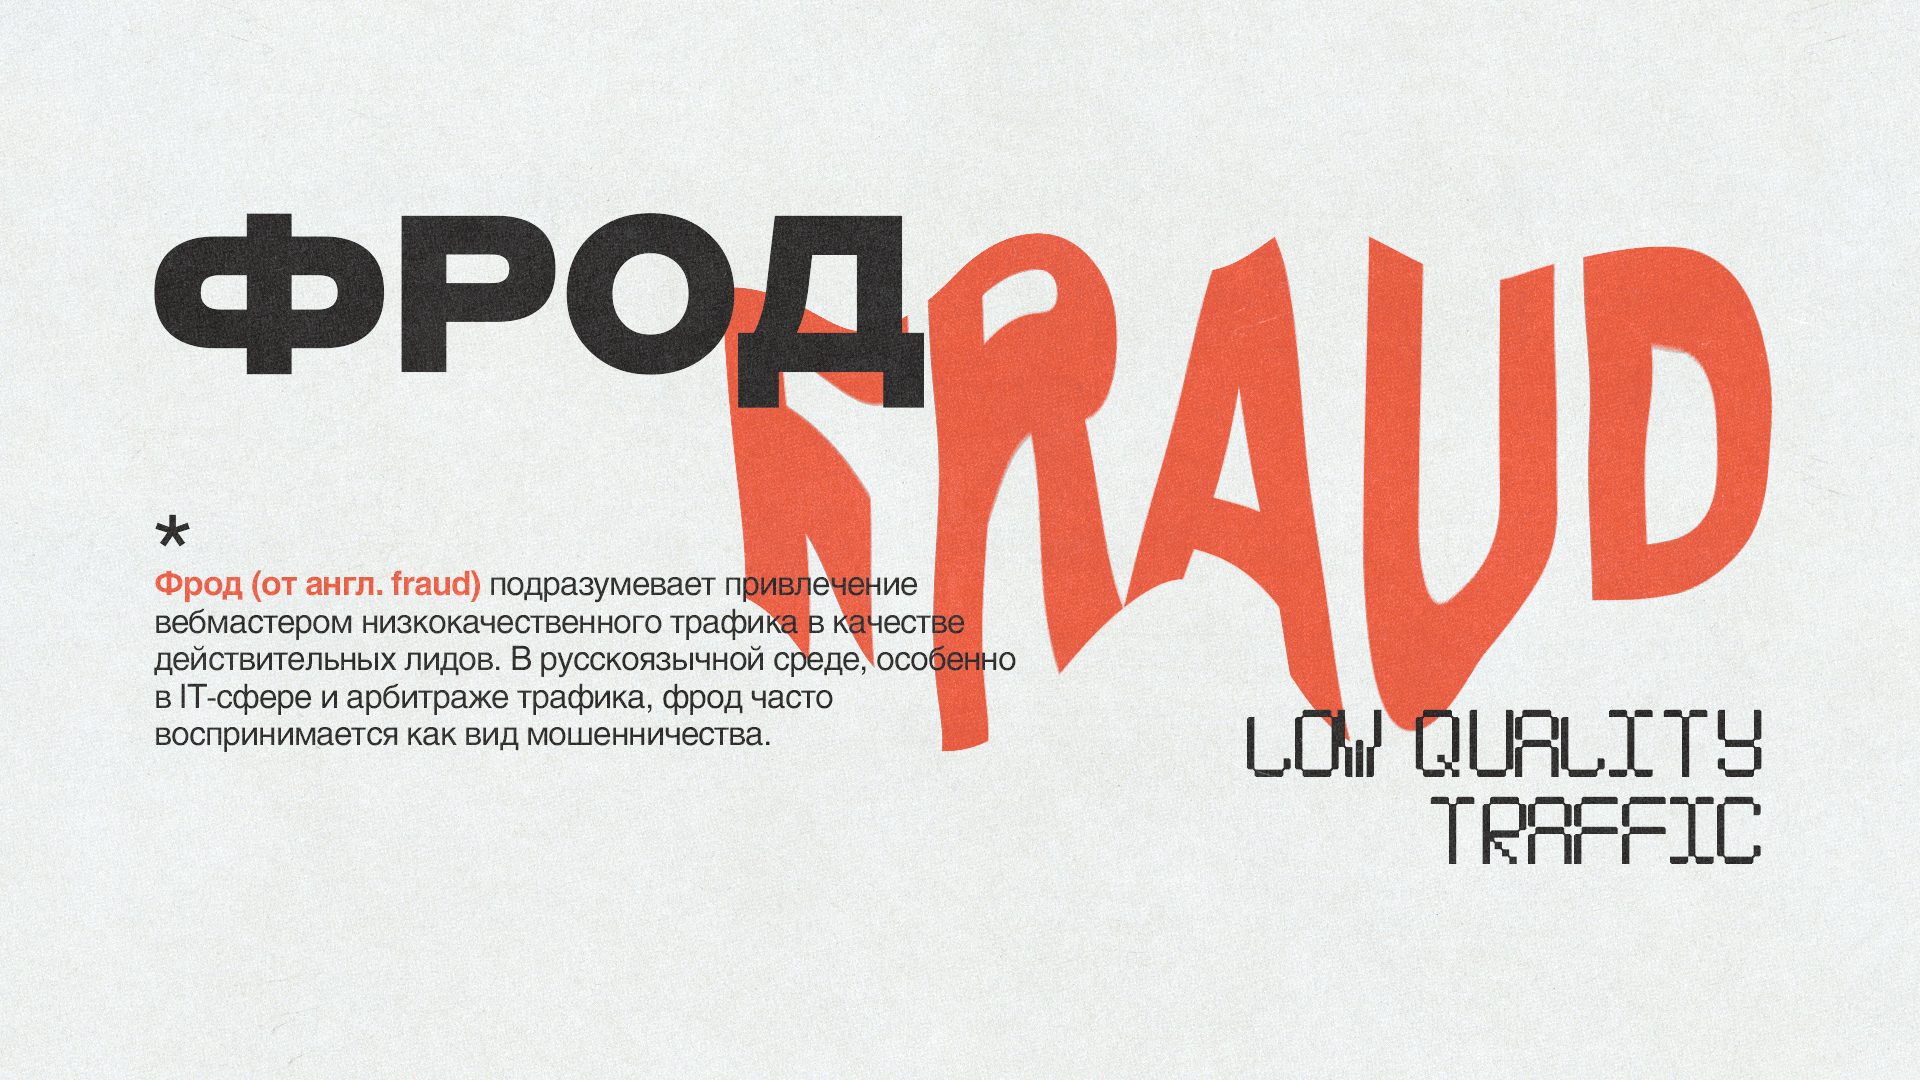 ФРОД
FRAUD
*
Фрод (от англ. fraud) подразумевает привлечение
вебмастером низкокачественного трафика в качестве
действительных лидов. В русскоязычной среде, особенно
в IT-сфере и арбитраже трафика, фрод часто
воспринимается как вид мошенничества.
LOW QUALITY
TRAFFIC